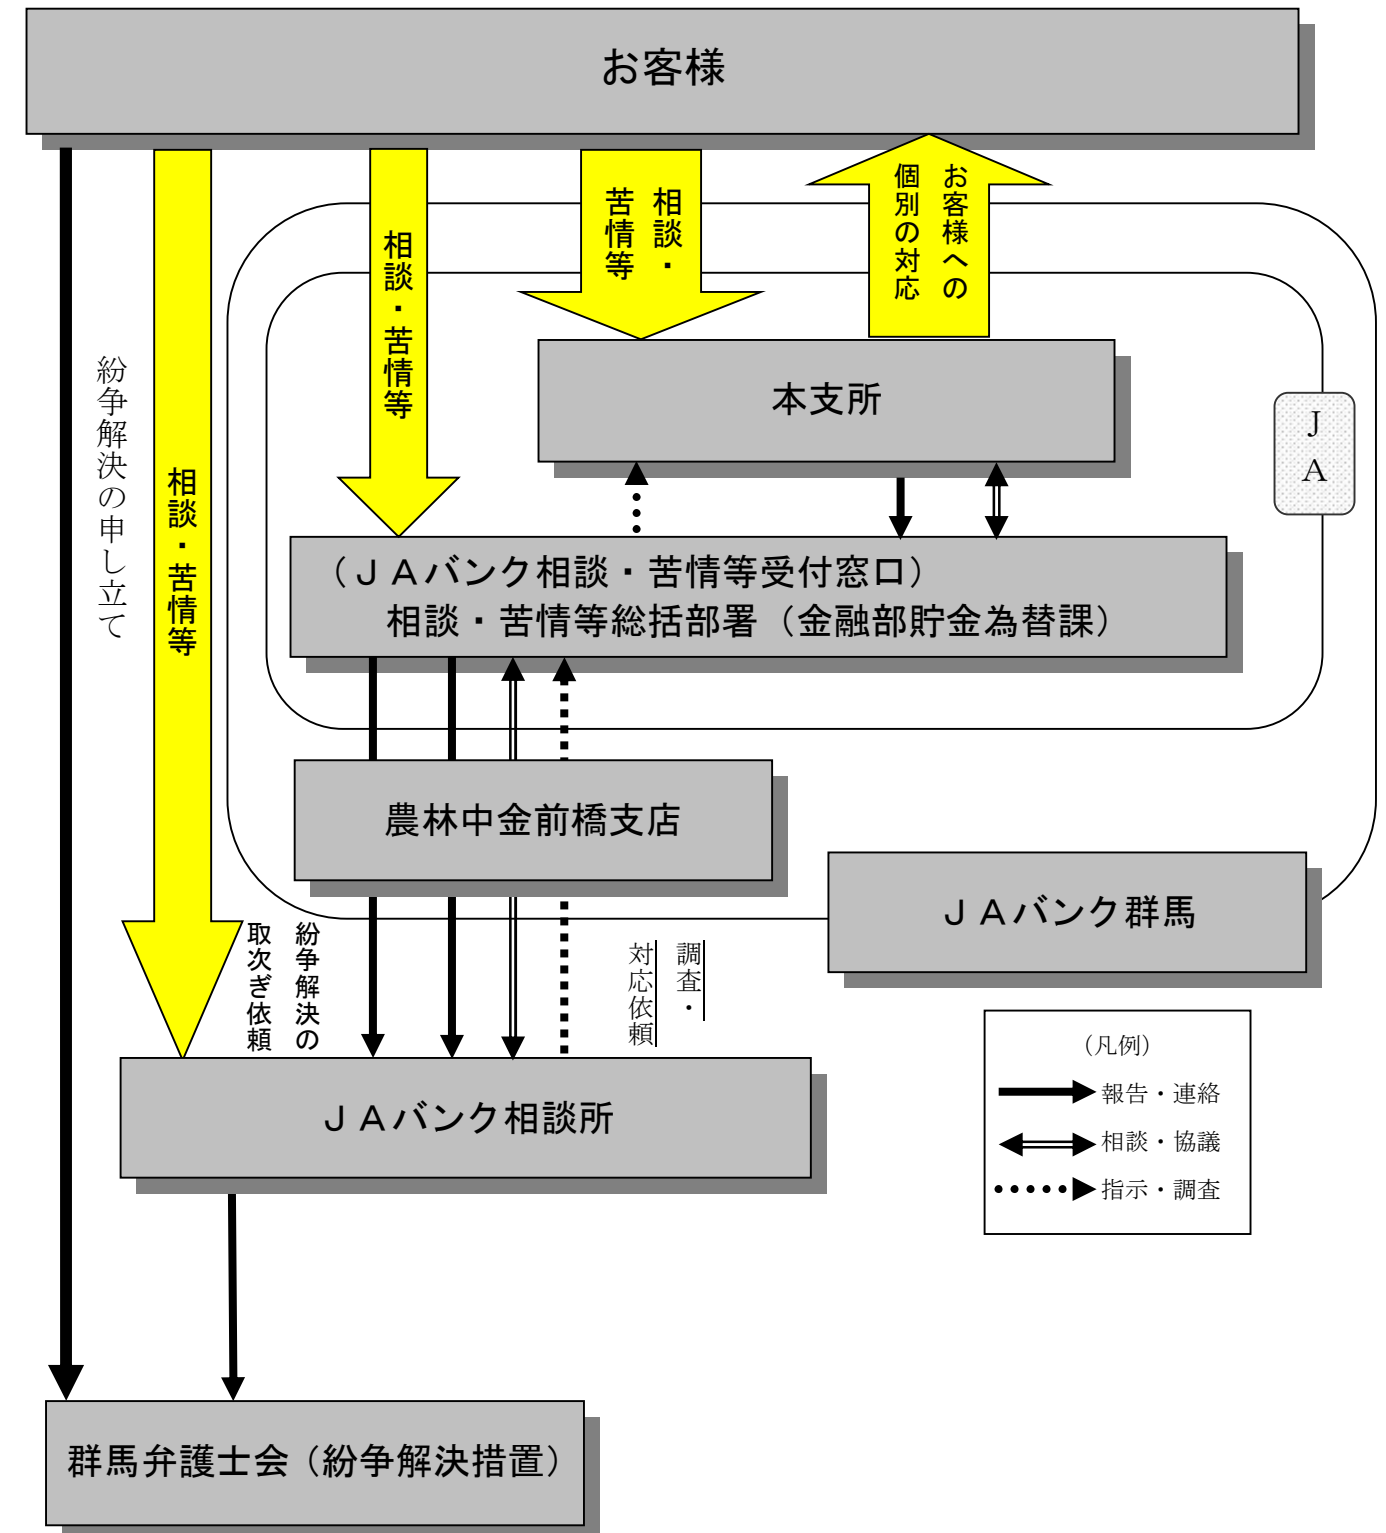 お客様
お客様への
個別の対応
相談・
苦情等
相談・苦情等
相談・苦情等
紛争解決の申し立て
本支所
ＪＡ
（ＪＡバンク相談・苦情等受付窓口）
相談・苦情等総括部署（金融部貯金為替課）
農林中金前橋支店
ＪＡバンク群馬
調査・
対応依頼
紛争解決の
取次ぎ依頼
ＪＡバンク相談所
（凡例）
報告・連絡
相談・協議
指示・調査
群馬弁護士会（紛争解決措置）